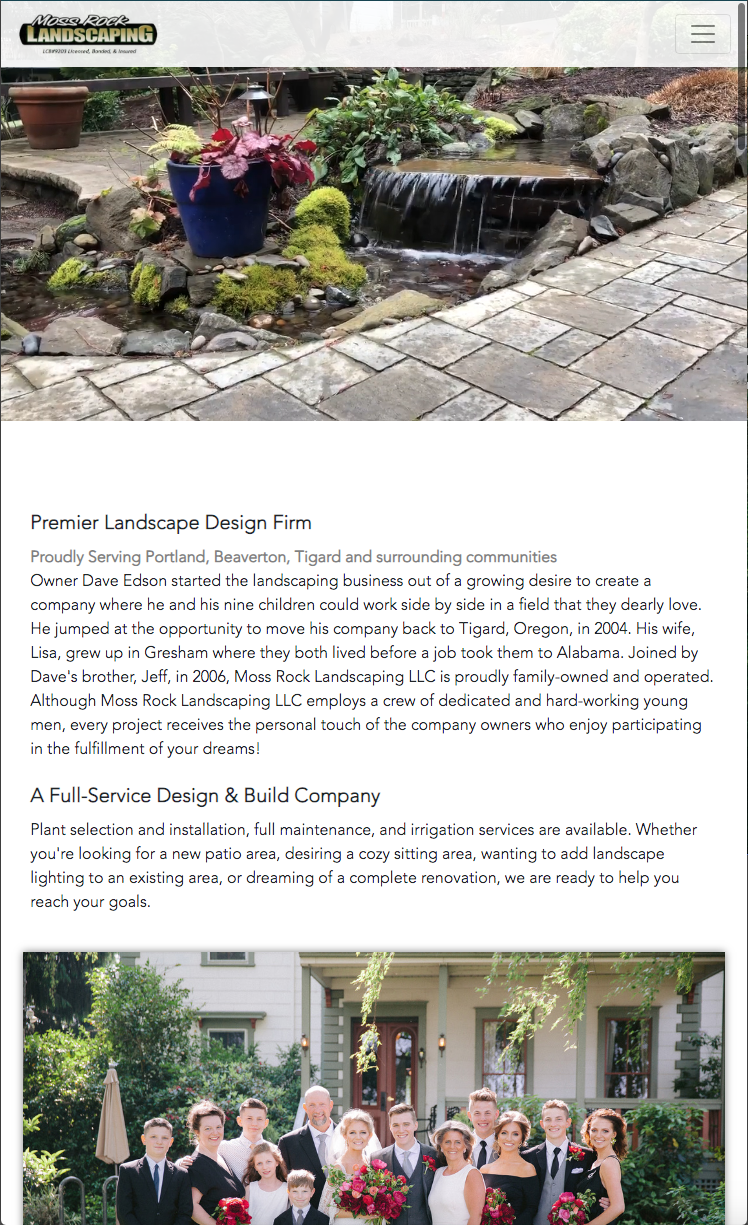 Moss Rock
LANDSCAPING
LCB#9203 Licensed, Bonded, & Insured
Premier Landscape Design Firm
Proudly Serving Portland, Beaverton, Tigard and surrounding communities
Owner Dave Edson started the landscaping business out of a growing desire to create a
company where he and his nine children could work side by side in a field that they dearly love.
He jumped at the opportunity to move his company back to Tigard, Oregon, in 2004. His wife,
Lisa, grew up in Gresham where they both lived before a job took them to Alabama. Joined by
Dave's brother, Jeff, in 2006, Moss Rock Landscaping LLC is proudly family-owned and operated.
Although Moss Rock Landscaping LLC employs a crew of dedicated and hard-working young
men, every project receives the personal touch of the company owners who enjoy participating
in the fulfillment of your dreams!
A Full-Service Design & Build Company
Plant selection and installation, full maintenance, and irrigation services are available. Whether
you're looking for a new patio area, desiring a cozy sitting area, wanting to add landscape
lighting to an existing area, or dreaming of a complete renovation, we are ready to help you
reach your goals.